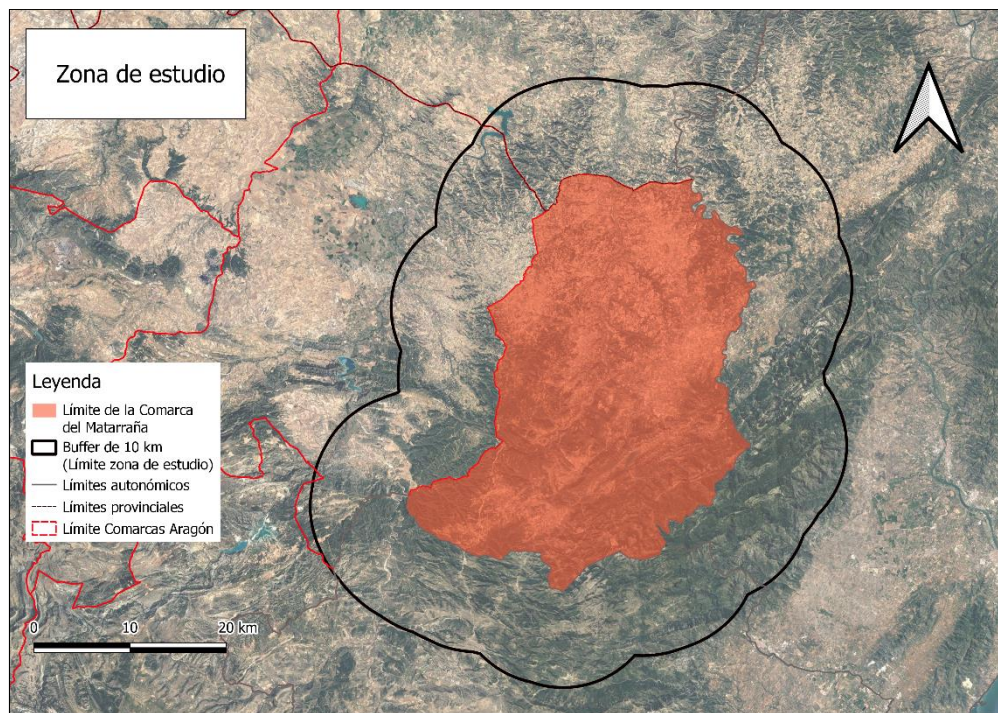 Zona de estudio
Leyenda
Límite de la Comarca
del Matarraña
Buffer de 10 km
(Límite zona de estudio)
Límites autonómicos
Límites provinciales
Límite Comarcas Aragón
0 10 20 km